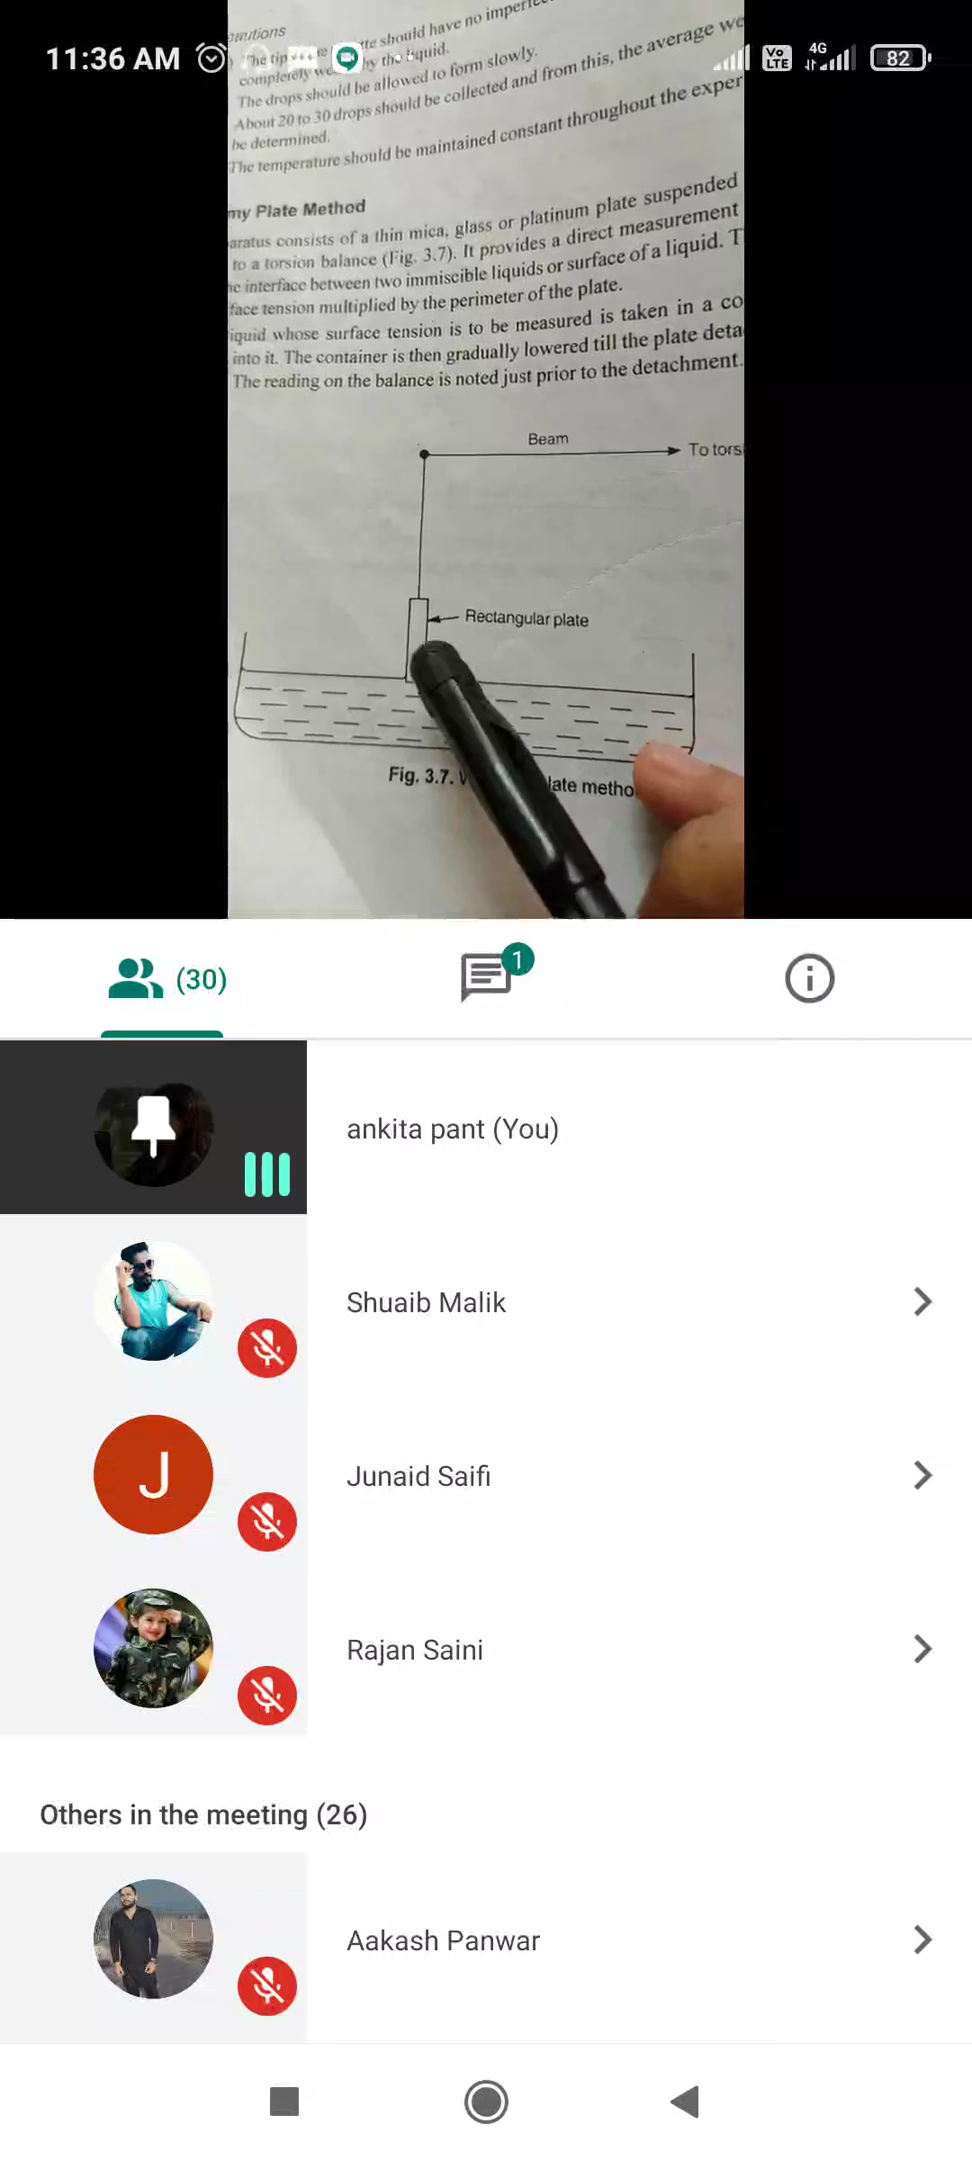 11:36 AM
4G
Vo
LTE
82
should have no
by the liquid.
The drops should be allowed to form slowly.
About 20 to 30 drops should be collected and from this, the average we
be determined.
The temperature should be maintained constant throughout the exper
my Plate Method
aratus consists of a thin mica, glass or platinum plate suspended
to a torsion balance (Fig. 3.7). It provides a direct measurement
interface between two immiscible liquids or surface of a liquid. T
face tension multiplied by the perimeter of the plate.
iquid whose surface tension is to be measured is taken in a co
into it. The container is then gradually lowered till the plate deta
The reading on the balance is noted just prior to the detachment.
Beam
To tors
Rectangular plate
Fig. 3.7. late metho
(30)
1
ankita pant (You)
Shuaib Malik
J
Junaid Saifi
Rajan Saini
Others in the meeting (26)
Aakash Panwar